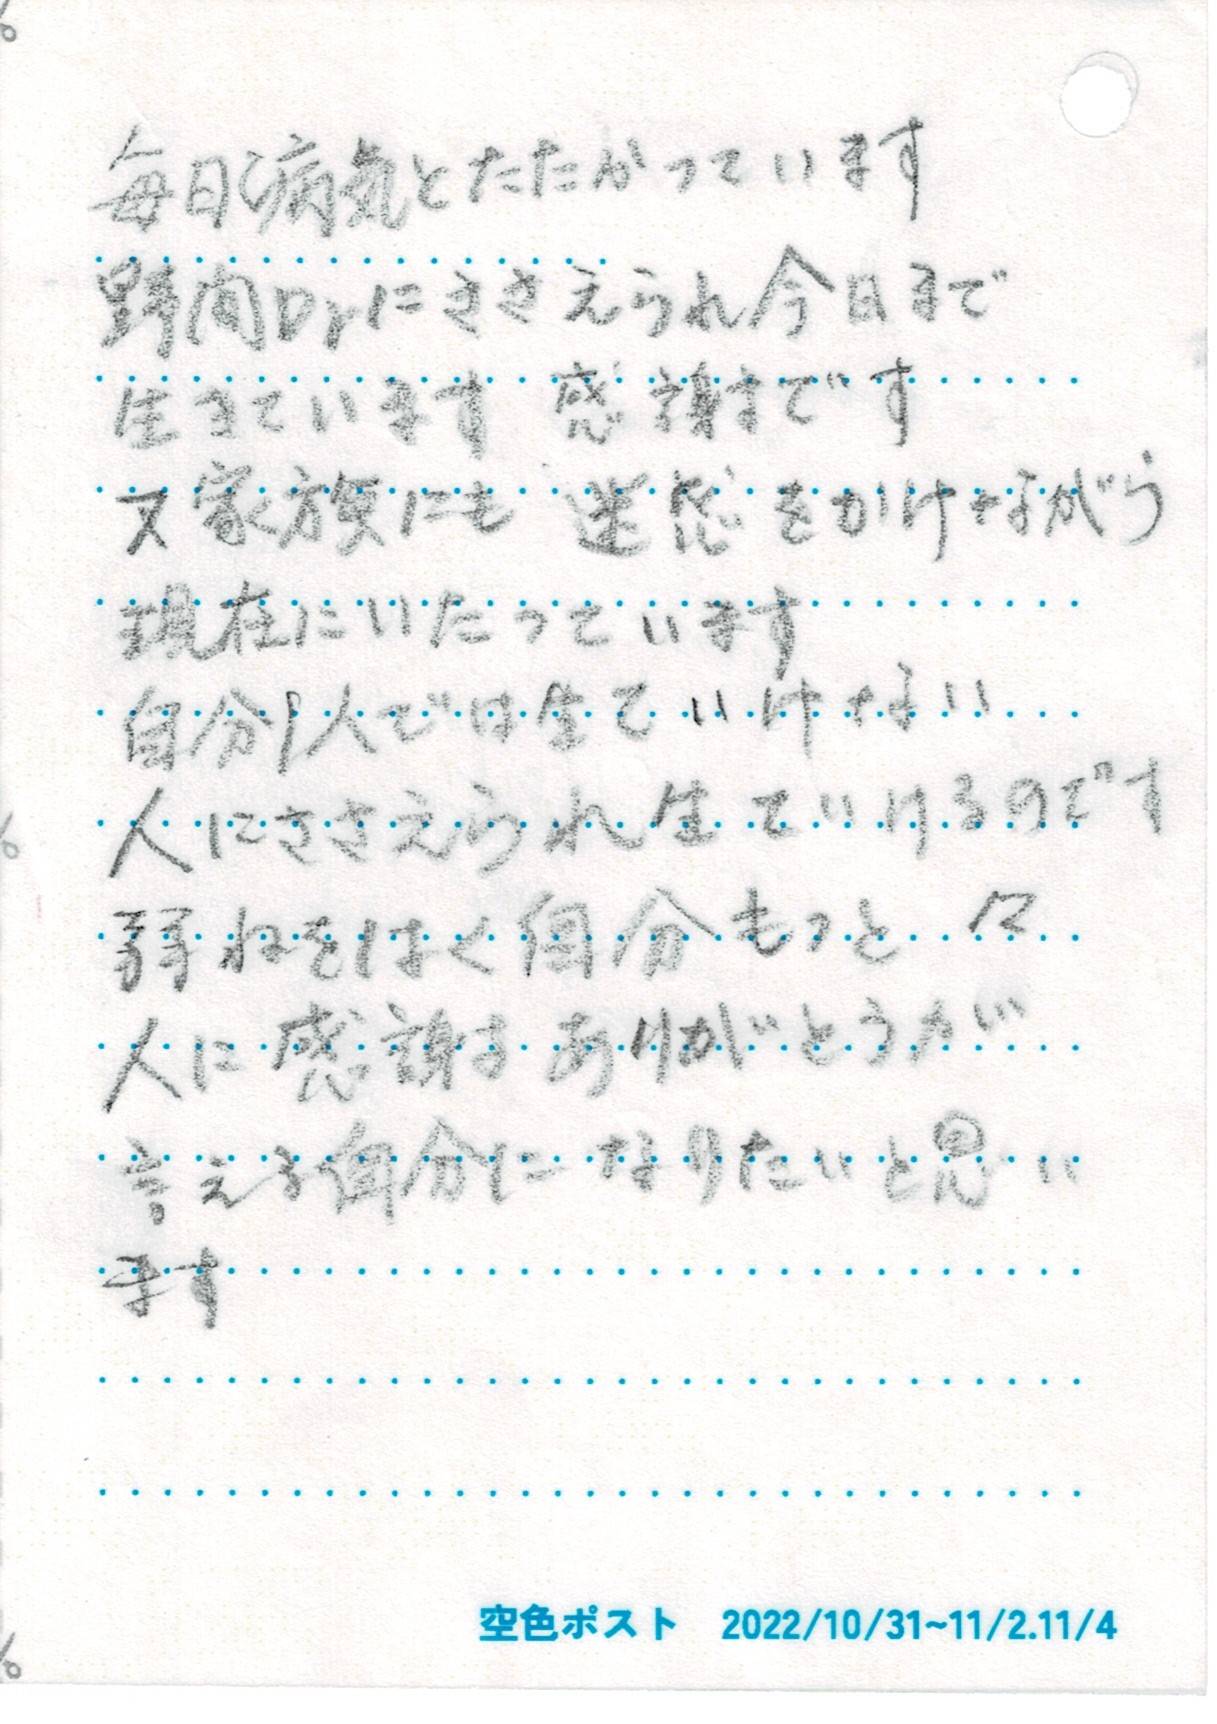 毎日病気とたたかっています
野間Drにささえられ今日まで
生きています 感謝まです
又家族にも 迷惑をかけながら
現在にいたっています
自分1人では生ていけない
人にささえられ生ていけるのです
弱ねをはく自分もっと々
人に感謝するありがとうが
言える自分になりたいと思い
ます
空色ポスト 2022/10/31~11/2.11/4